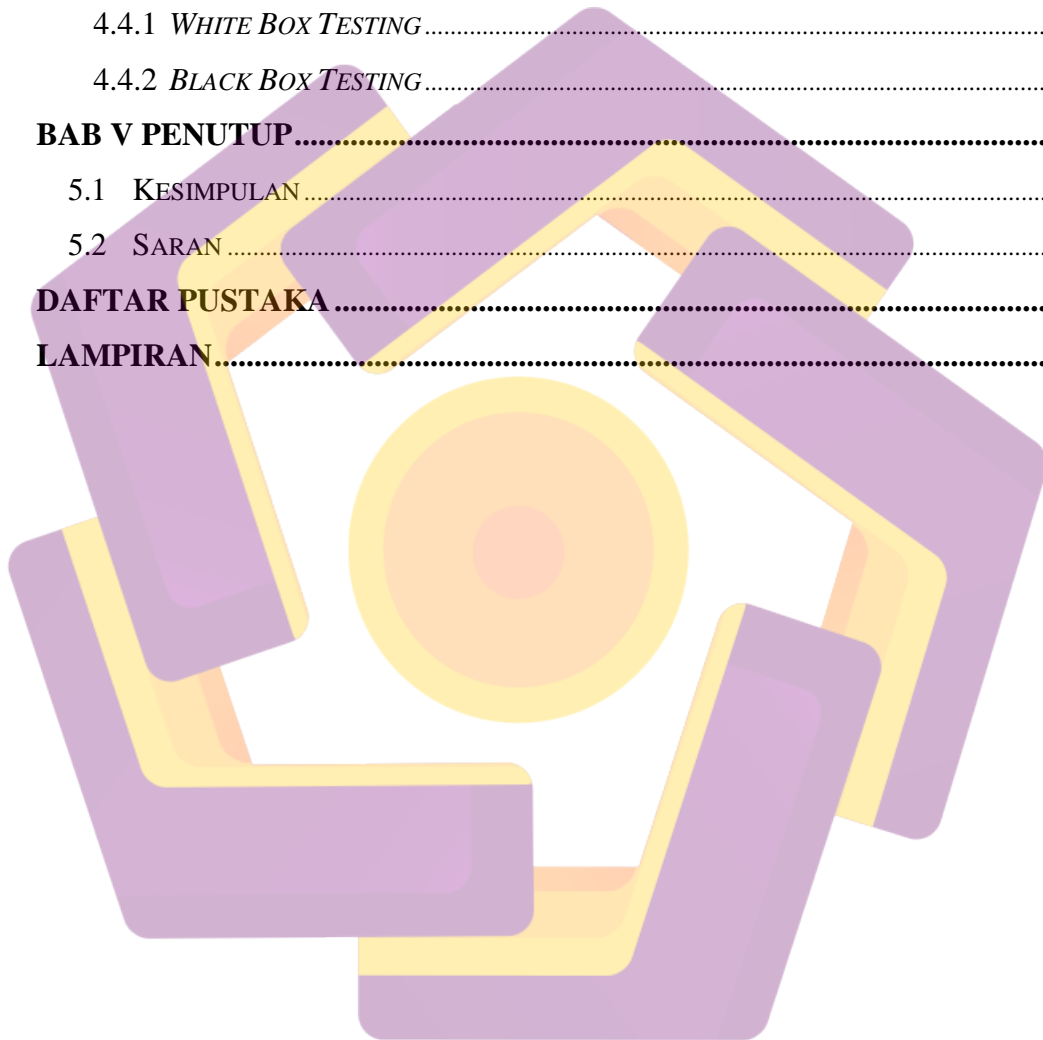 4.4.1 WHITE BOX TESTING........................................................................................................
4.4.2 BLACK BOX TESTING........................................................................................................
BAB V PENUTUP........................................................................................................
5.1 KESIMPULAN........................................................................................................
5.2 SARAN........................................................................................................
DAFTAR PUSTAKA........................................................................................................
LAMPIRAN........................................................................................................